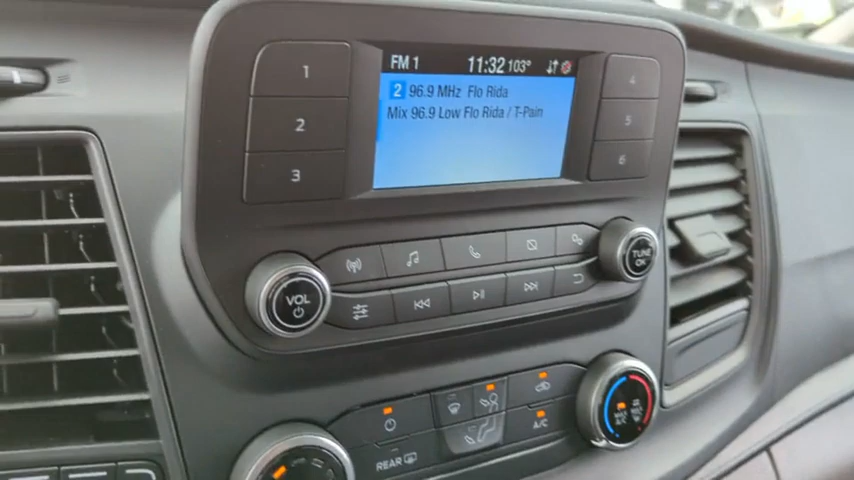 FM 1 11:32 103°
2 96.9 MHz Flo Rida
Mix 96.9 Low Flo Rida / T-Pain
1
2
3
4
5
6
VOL
TUNE
OK
MAX
A/C
A/C
REAR